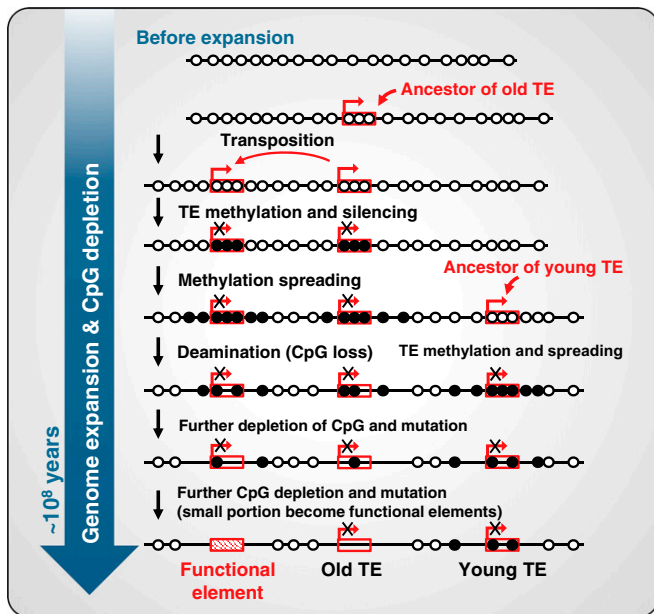 Before expansion
Ancestor of old TE
Transposition
TE methylation and silencing
Ancestor of young TE
Methylation spreading
Deamination (CpG loss)
TE methylation and spreading
Further depletion of CpG and mutation
Further CpG depletion and mutation
(small portion become functional elements)
Functional
element
Old TE
Young TE
~10⁸ years
Genome expansion & CpG depletion